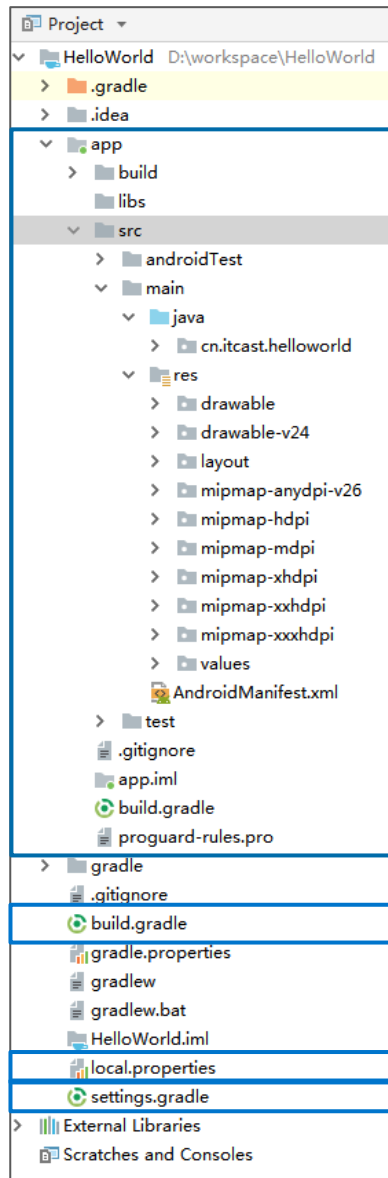 Project
HelloWorld D:\workspace\HelloWorld
.gradle
.idea
app
build
libs
src
androidTest
main
java
cn.itcast.helloworld
res
drawable
drawable-v24
layout
mipmap-anydpi-v26
mipmap-hdpi
mipmap-mdpi
mipmap-xhdpi
mipmap-xxhdpi
mipmap-xxxhdpi
values
AndroidManifest.xml
test
.gitignore
app.iml
build.gradle
proguard-rules.pro
gradle
.gitignore
build.gradle
gradle.properties
gradlew
gradlew.bat
HelloWorld.iml
local.properties
settings.gradle
External Libraries
Scratches and Consoles